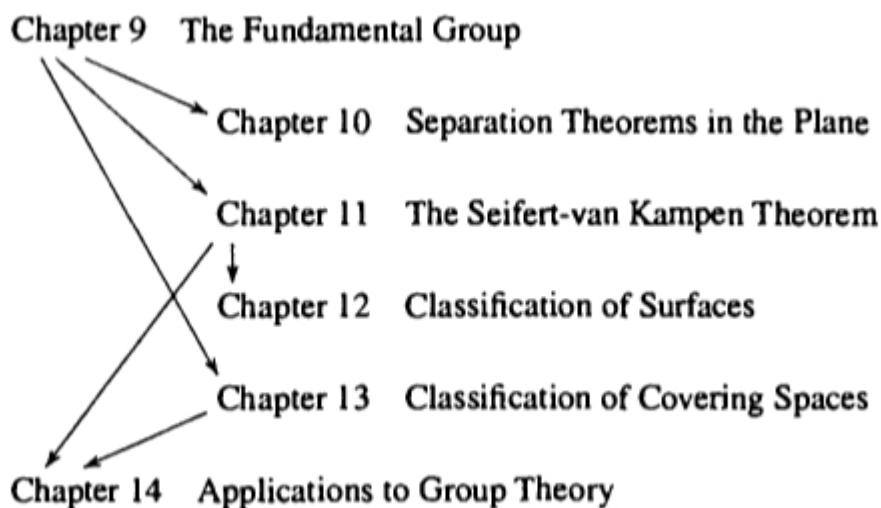 Chapter 9 The Fundamental Group
Chapter 10 Separation Theorems in the Plane
Chapter 11 The Seifert-van Kampen Theorem
Chapter 12 Classification of Surfaces
Chapter 13 Classification of Covering Spaces
Chapter 14 Applications to Group Theory